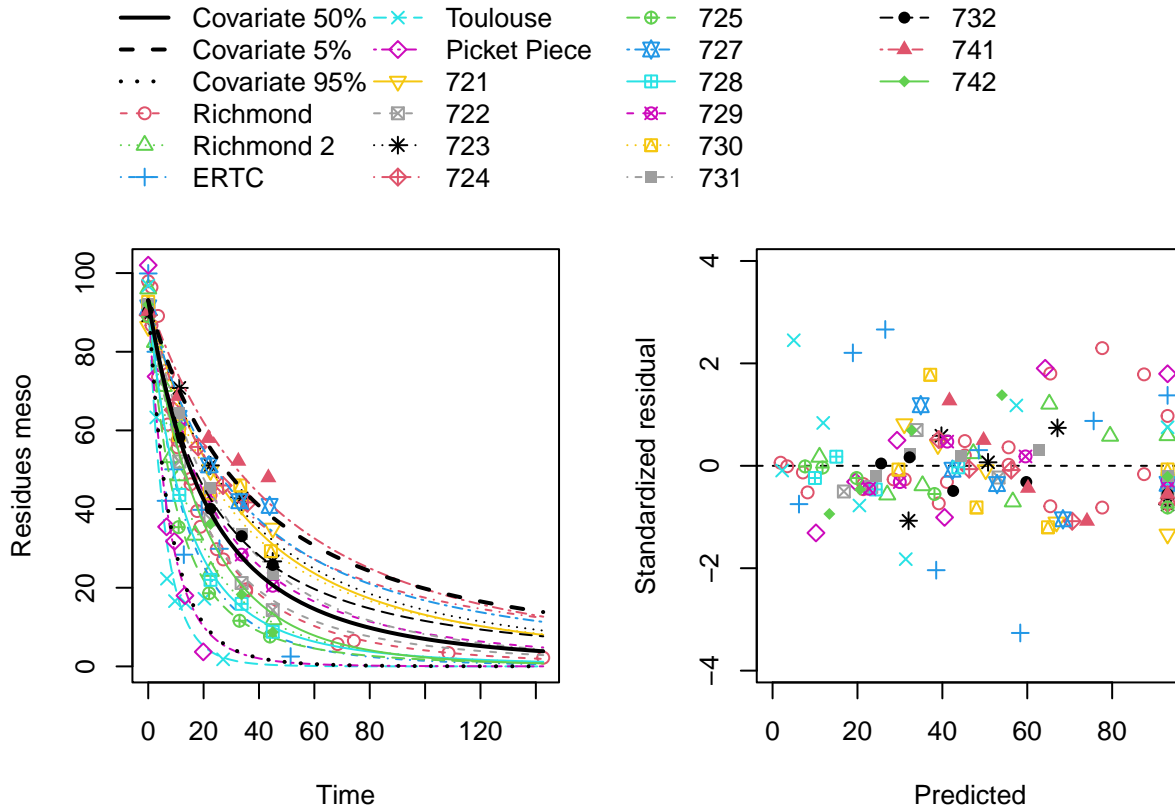 Covariate 50% Toulouse 725 732
Covariate 5% Picket Piece 727 741
Covariate 95% 721 728 742
Richmond 722 729
Richmond 2 723 730
ERTC 724 731
Residues meso
0 20 40 60 80 100
0 20 40 60 80 120
Time
Standardized residual
−4 −2 0 2 4
0 20 40 60 80
Predicted